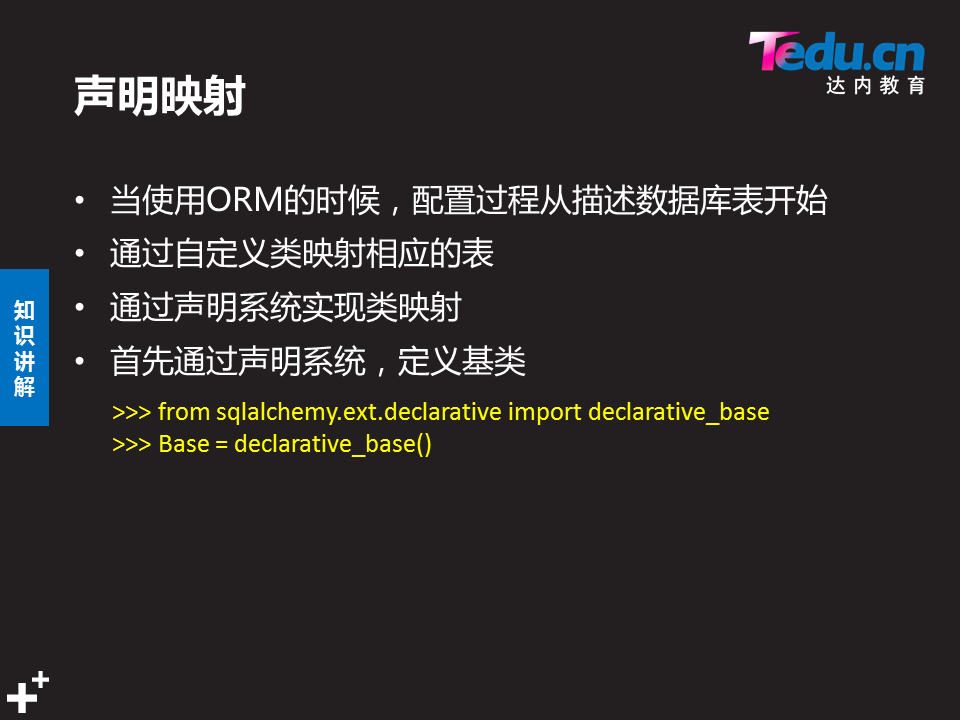 Tedu.cn
达内教育
声明映射
• 当使用ORM的时候，配置过程从描述数据库表开始
• 通过自定义类映射相应的表
• 通过声明系统实现类映射
• 首先通过声明系统，定义基类
>>> from sqlalchemy.ext.declarative import declarative_base
>>> Base = declarative_base()
知
识
讲
解